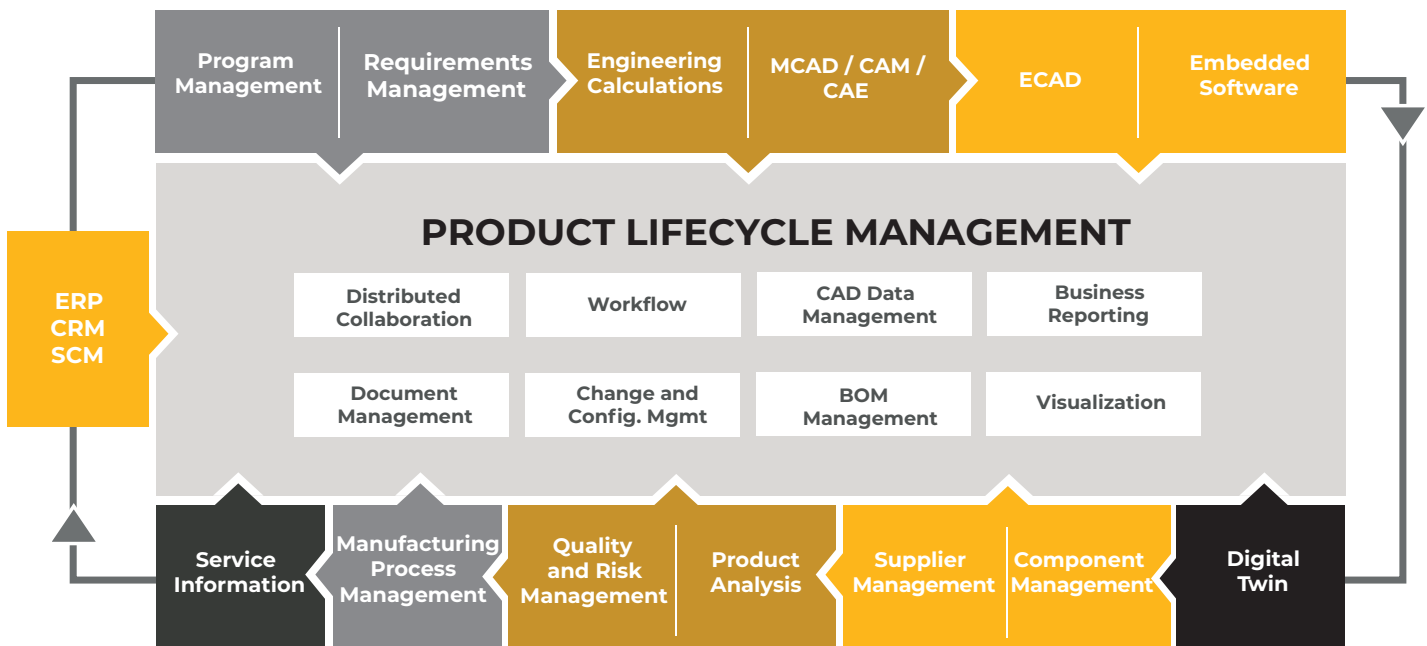 Program
Management
Requirements
Management
Engineering
Calculations
MCAD / CAM /
CAE
ECAD
Embedded
Software
PRODUCT LIFECYCLE MANAGEMENT
ERP
CRM
SCM
Distributed
Collaboration
Workflow
CAD Data
Management
Business
Reporting
Document
Management
Change and
Config. Mgmt
BOM
Management
Visualization
Service
Information
Manufacturing
Process
Management
Quality
and Risk
Management
Product
Analysis
Supplier
Management
Component
Management
Digital
Twin